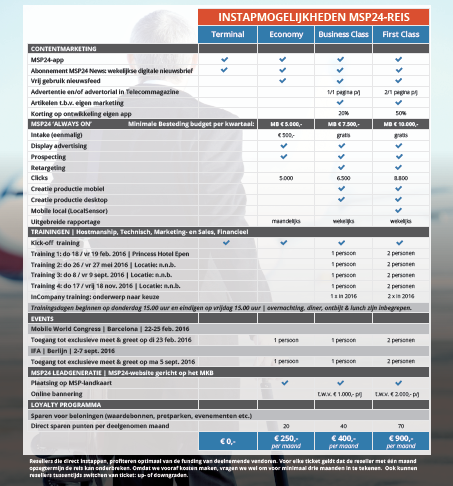 INSTAPMOGELIJKHEDEN MSP24-REIS
Terminal Economy Business Class First Class
CONTENTMARKETING
MSP24-app ✓ ✓ ✓ ✓
Abonnement MSP24 News: wekelijkse digitale nieuwsbrief ✓ ✓ ✓ ✓
Vrij gebruik nieuwsfeed ✓ ✓ ✓
Advertentie en/of advertorial in Telecommagazine 1/1 pagina p/j 2/1 pagina p/j
Artikelen t.b.v. eigen marketing ✓ ✓
Korting op ontwikkeling eigen app 20% 50%
MSP24 'ALWAYS ON' Minimale Besteding budget per kwartaal: MB € 5.000,- MB € 7.500,- MB € 10.000,-
Intake (eenmalig) € 500,- gratis gratis
Display advertising ✓ ✓ ✓
Prospecting ✓ ✓ ✓
Retargeting ✓ ✓
Clicks 5.000 6.500 8.800
Creatie productie mobiel ✓ ✓
Creatie productie desktop ✓ ✓
Mobile local (LocalSensor) ✓
Uitgebreide rapportage maandelijks wekelijks wekelijks
TRAININGEN | Hostmanship, Technisch, Marketing- en Sales, Financieel
Kick-off training ✓ ✓ ✓ ✓
Training 1: do 18 / vr 19 feb. 2016 | Princess Hotel Epen 1 persoon 2 personen
Training 2: do 26 / vr 27 mei 2016 | Locatie: n.n.b. 1 persoon 2 personen
Training 3: do 8 / vr 9 sept. 2016 | Locatie: n.n.b. 1 persoon 2 personen
Training 4: do 17 / vrij 18 nov. 2016 | Locatie: n.n.b. 1 persoon 2 personen
InCompany training: onderwerp naar keuze 1 x in 2016 2 x in 2016
Trainingsdagen beginnen op donderdag 15.00 uur en eindigen op vrijdag 15.00 uur | overnachting, diner, ontbijt & lunch zijn inbegrepen.
EVENTS
Mobile World Congress | Barcelona | 22-25 feb. 2016
Toegang tot exclusieve meet & greet op di 23 feb. 2016 1 persoon 1 persoon 2 personen
IFA | Berlijn | 2-7 sept. 2016
Toegang tot exclusieve meet & greet op ma 5 sept. 2016 1 persoon 1 persoon 2 personen
MSP24 LEADGENERATIE | MSP24-website gericht op het MKB
Plaatsing op MSP-landkaart ✓ ✓ ✓
Online bannering t.w.v. € 1.000,- p/j t.w.v. € 2.000,- p/j
LOYALTY PROGRAMMA
Sparen voor beloningen (waardebonnen, pretparken, evenementen etc.)
Direct sparen punten per deelgenomen maand 20 40 70
€ 0,- € 250,- € 400,- € 900,-
per maand per maand per maand
Resellers die direct instappen, profiteren optimaal van de funding van deelnemende vendoren. Voor elke ticket geldt dat de reseller met één maand
opzegtermijn de reis kan onderbreken. Omdat we vooraf kosten maken, vragen we wel om voor minimaal drie maanden in te tekenen. Ook kunnen
resellers tussentijds switchen van ticket: up- of downgraden.